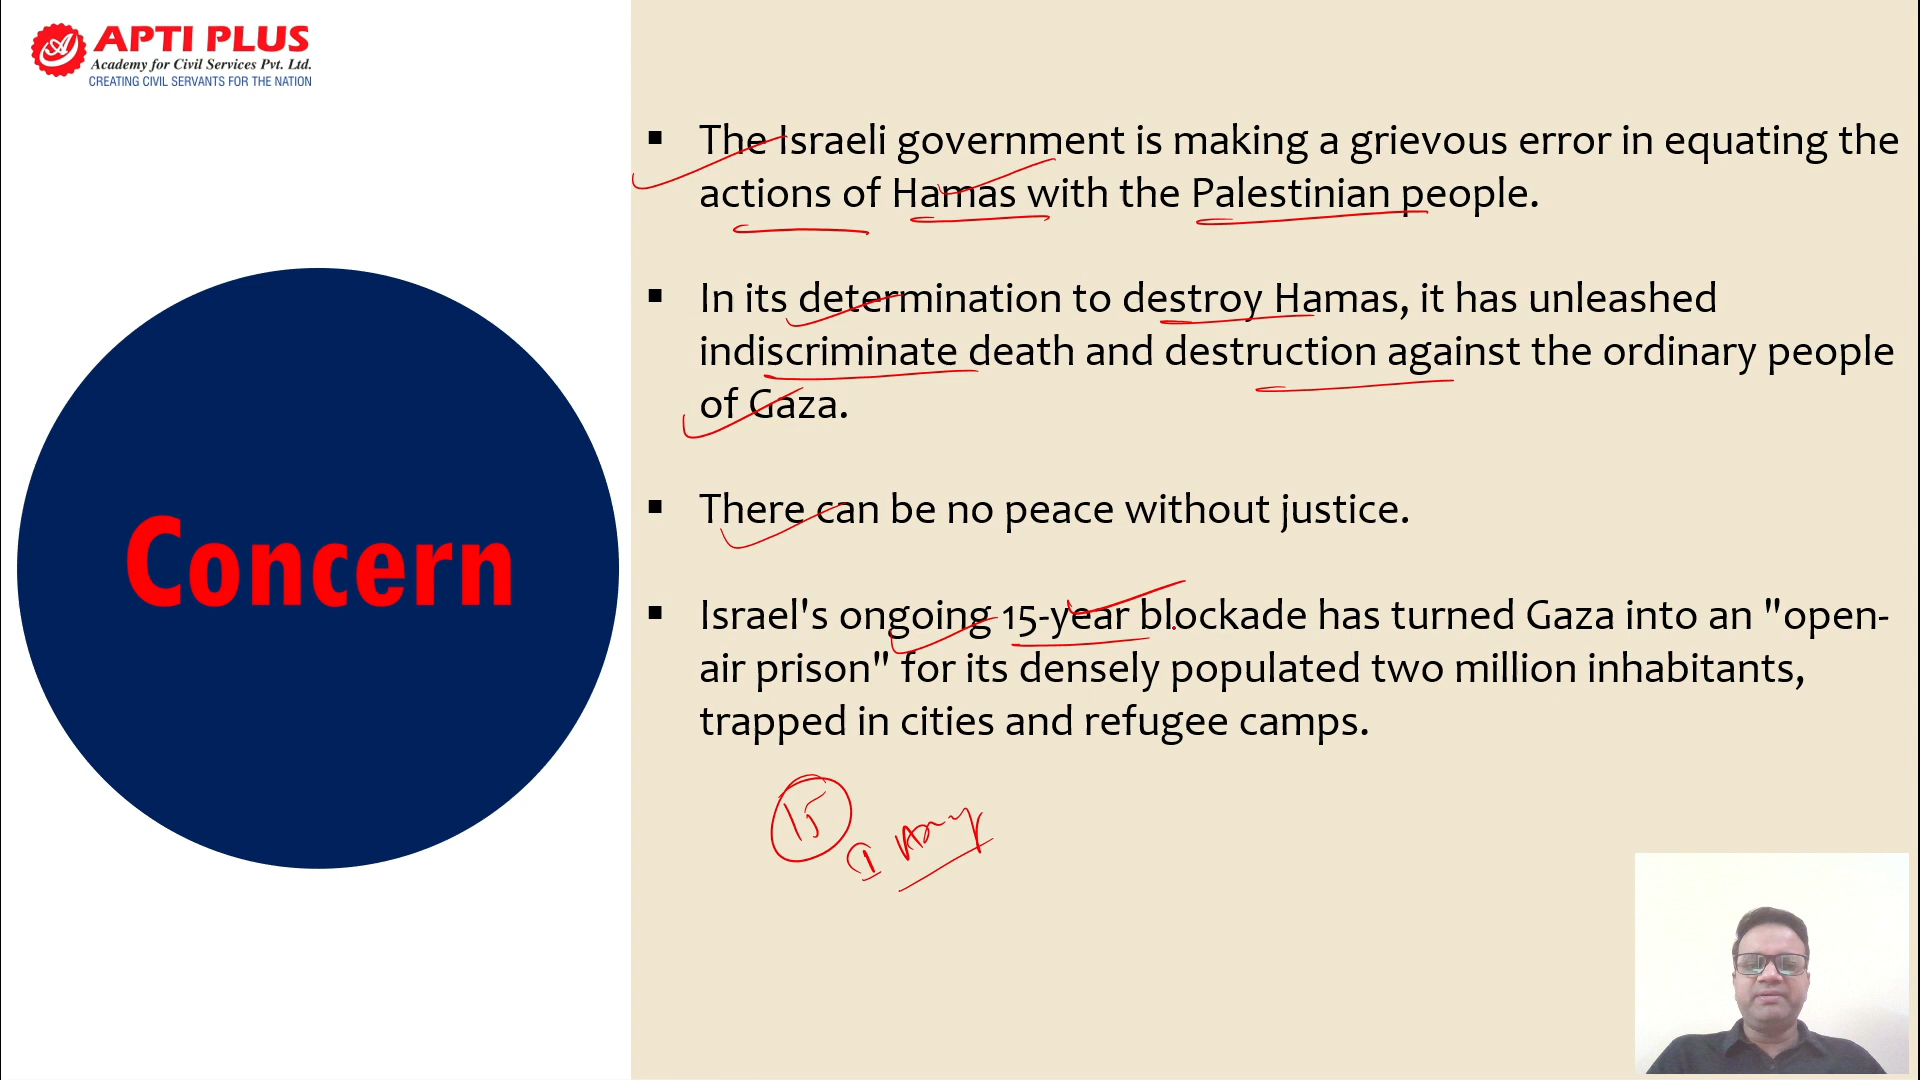 APTI PLUS
Academy for Civil Services Pvt. Ltd.
CREATING CIVIL SERVANTS FOR THE NATION
Concern
▪ The Israeli government is making a grievous error in equating the
actions of Hamas with the Palestinian people.
▪ In its determination to destroy Hamas, it has unleashed
indiscriminate death and destruction against the ordinary people
of Gaza.
▪ There can be no peace without justice.
▪ Israel's ongoing 15-year blockade has turned Gaza into an "open-
air prison" for its densely populated two million inhabitants,
trapped in cities and refugee camps.
15